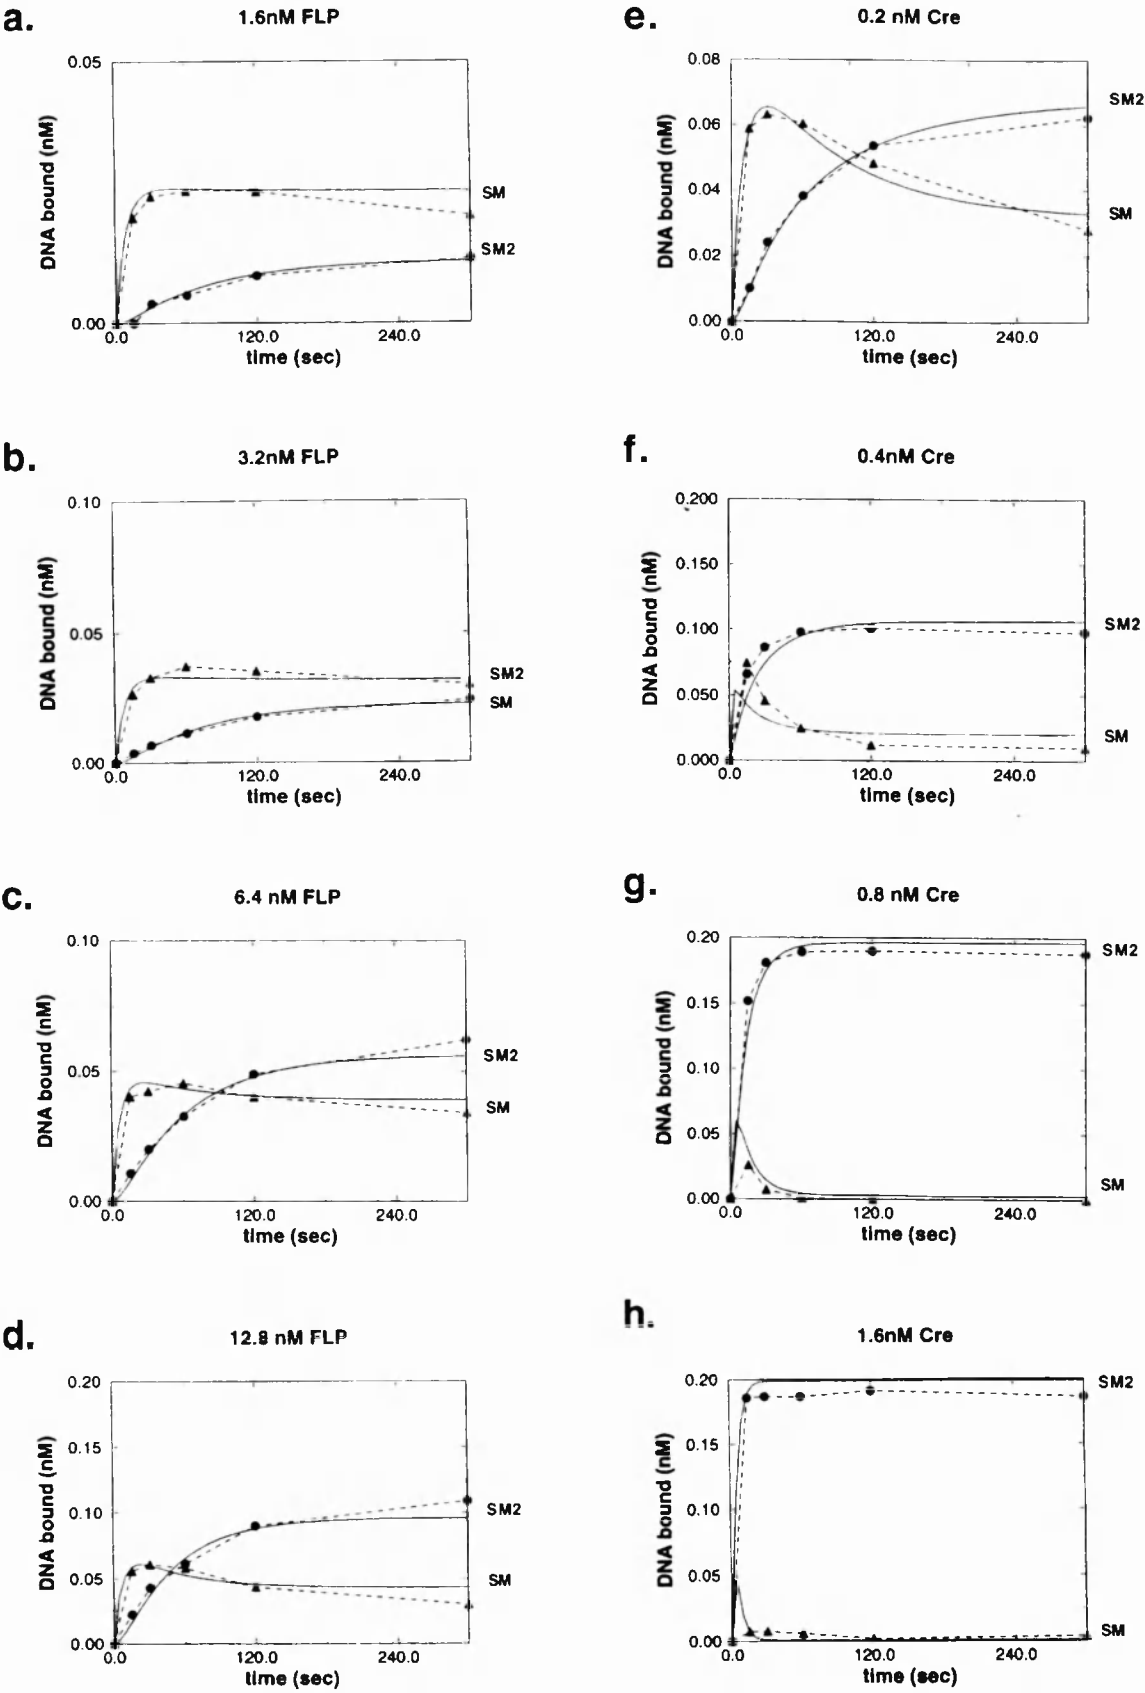 a.
1.6nM FLP
0.05
0.00
DNA bound (nM)
SM
SM2
0.0 120.0 240.0
time (sec)
b.
3.2nM FLP
0.10
0.05
0.00
DNA bound (nM)
SM2
SM
0.0 120.0 240.0
time (sec)
c.
6.4 nM FLP
0.10
0.05
0.00
DNA bound (nM)
SM2
SM
0.0 120.0 240.0
time (sec)
d.
12.8 nM FLP
0.20
0.15
0.10
0.05
0.00
DNA bound (nM)
SM2
SM
0.0 120.0 240.0
time (sec)
e.
0.2 nM Cre
0.08
0.06
0.04
0.02
0.00
DNA bound (nM)
SM2
SM
0.0 120.0 240.0
time (sec)
f.
0.4nM Cre
0.200
0.150
0.100
0.050
0.000
DNA bound (nM)
SM2
SM
0.0 120.0 240.0
time (sec)
g.
0.8 nM Cre
0.20
0.15
0.10
0.05
0.00
DNA bound (nM)
SM2
SM
0.0 120.0 240.0
time (sec)
h.
1.6nM Cre
0.20
0.15
0.10
0.05
0.00
DNA bound (nM)
SM2
SM
0.0 120.0 240.0
time (sec)